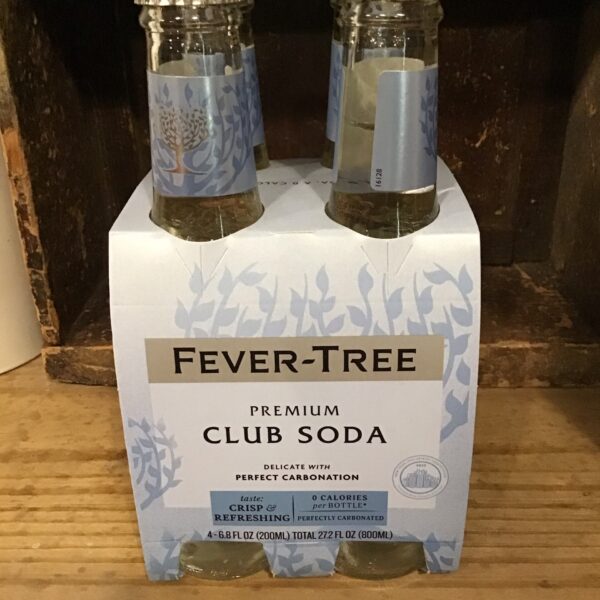 FEVER-TREE
PREMIUM
CLUB SODA
DELICATE WITH
PERFECT CARBONATION
taste:
CRISP &
REFRESHING
0 CALORIES
per BOTTLE*
PERFECTLY CARBONATED
4 - 6.8 FL OZ (200ML) TOTAL 27.2 FL OZ (800ML)